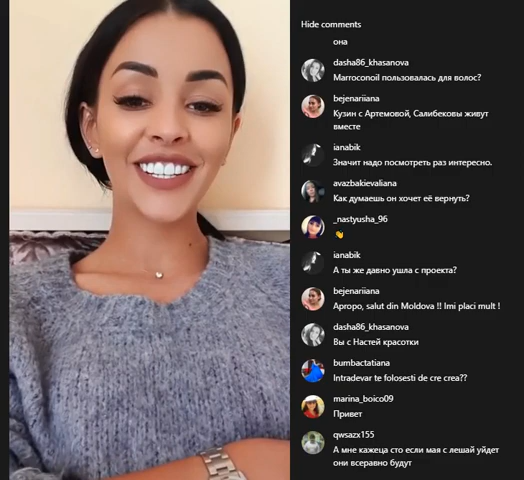 Hide comments
она
dasha86_khasanova
Marroconoil пользовалась для волос?
bejenariiana
Кузин с Артемовой, Салибековы живут
вместе
ianabik
Значит надо посмотреть раз интересно.
avazbakievaliana
Как думаешь он хочет её вернуть?
_nastyusha_96
👏
ianabik
А ты же давно ушла с проекта?
bejenariiana
Apropo, salut din Moldova !! Imi placi mult !
dasha86_khasanova
Вы с Настей красотки
bumbactatiana
Intradevar te folosesti de cre crea??
marina_boico09
Привет
qwsazx155
А мне кажеца сто если мая с лешай уйдет
они всеравно будут